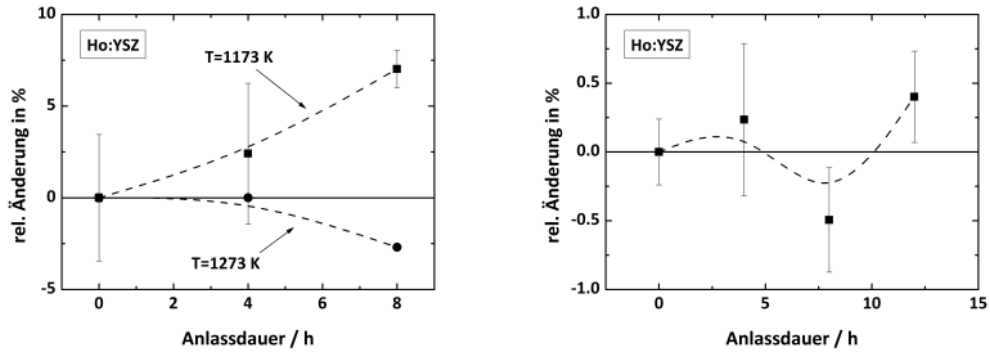 10
5
0
-5
rel. Änderung in %
Ho:YSZ
T=1173 K
T=1273 K
0 2 4 6 8
Anlassdauer / h
1.0
0.5
0.0
-0.5
-1.0
rel. Änderung in %
Ho:YSZ
0 5 10 15
Anlassdauer / h